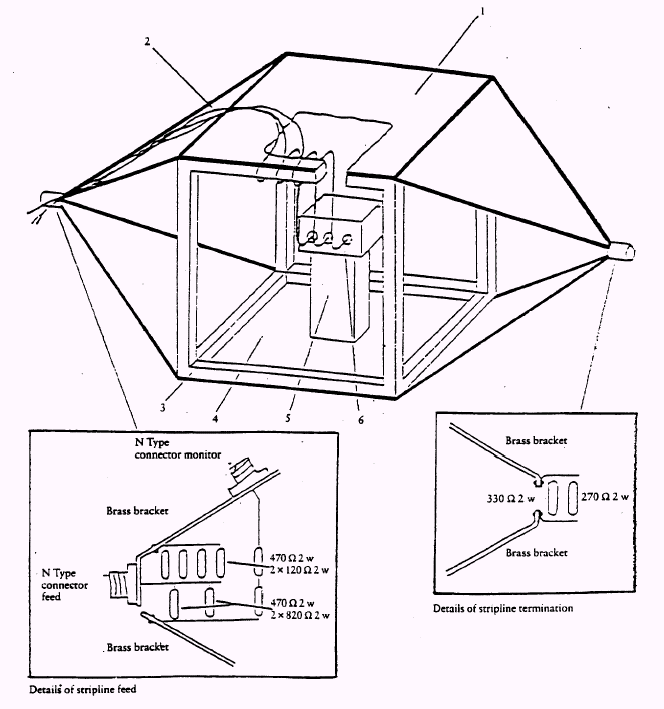 1
2
3
4
5
6
N Type
connector monitor
Brass bracket
N Type
connector
feed
470 Ω 2 w
2 × 120 Ω 2 w
470 Ω 2 w
2 × 820 Ω 2 w
Brass bracket
Details of stripline feed
Brass bracket
330 Ω 2 w
270 Ω 2 w
Brass bracket
Details of stripline termination